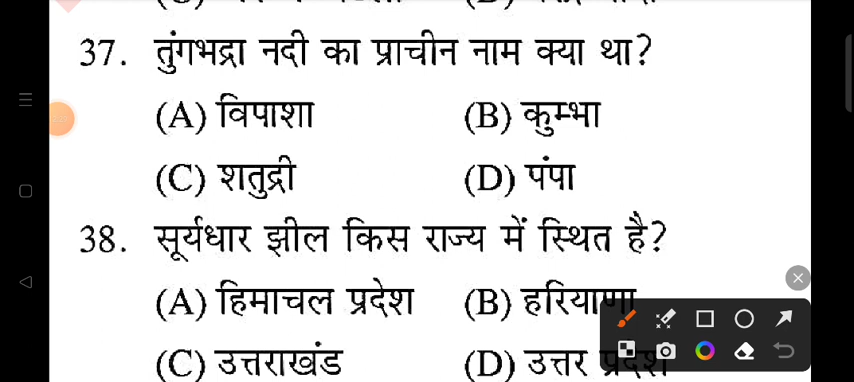 37. तुंगभद्रा नदी का प्राचीन नाम क्या था?
(A) विपाशा (B) कुम्भा
(C) शतुद्री (D) पंपा
38. सूर्यधार झील किस राज्य में स्थित है?
(A) हिमाचल प्रदेश (B) हरियाणा
(C) उत्तराखंड (D) उत्तर प्रदेश